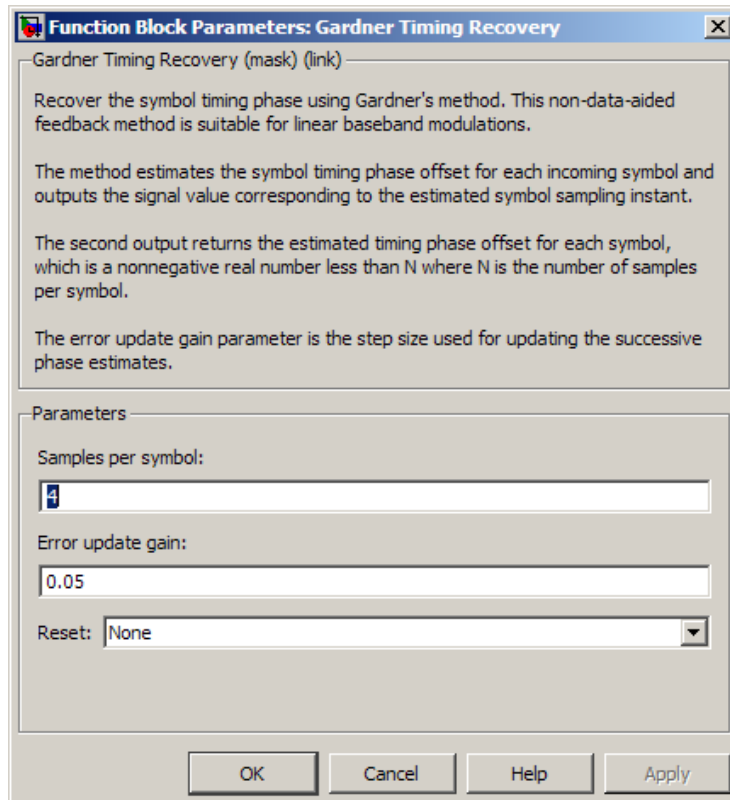 Function Block Parameters: Gardner Timing Recovery
Gardner Timing Recovery (mask) (link)
Recover the symbol timing phase using Gardner's method. This non-data-aided
feedback method is suitable for linear baseband modulations.
The method estimates the symbol timing phase offset for each incoming symbol and
outputs the signal value corresponding to the estimated symbol sampling instant.
The second output returns the estimated timing phase offset for each symbol,
which is a nonnegative real number less than N where N is the number of samples
per symbol.
The error update gain parameter is the step size used for updating the successive
phase estimates.
Parameters
Samples per symbol:
4
Error update gain:
0.05
Reset: None
OK Cancel Help Apply